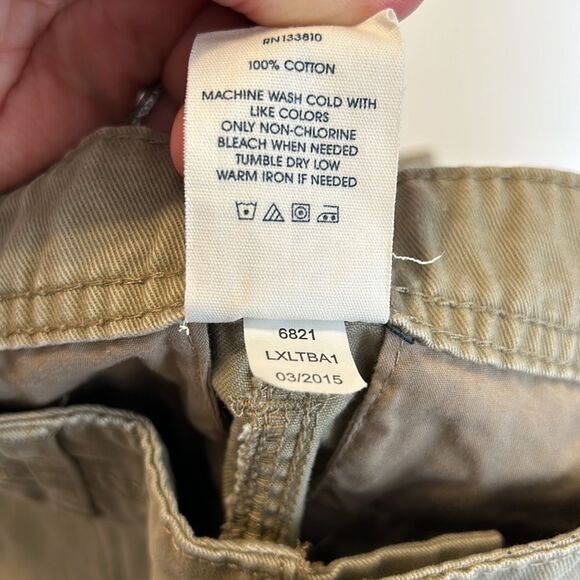 RN133810
100% COTTON
MACHINE WASH COLD WITH
LIKE COLORS
ONLY NON-CHLORINE
BLEACH WHEN NEEDED
TUMBLE DRY LOW
WARM IRON IF NEEDED
6821
LXLTBA1
03/2015